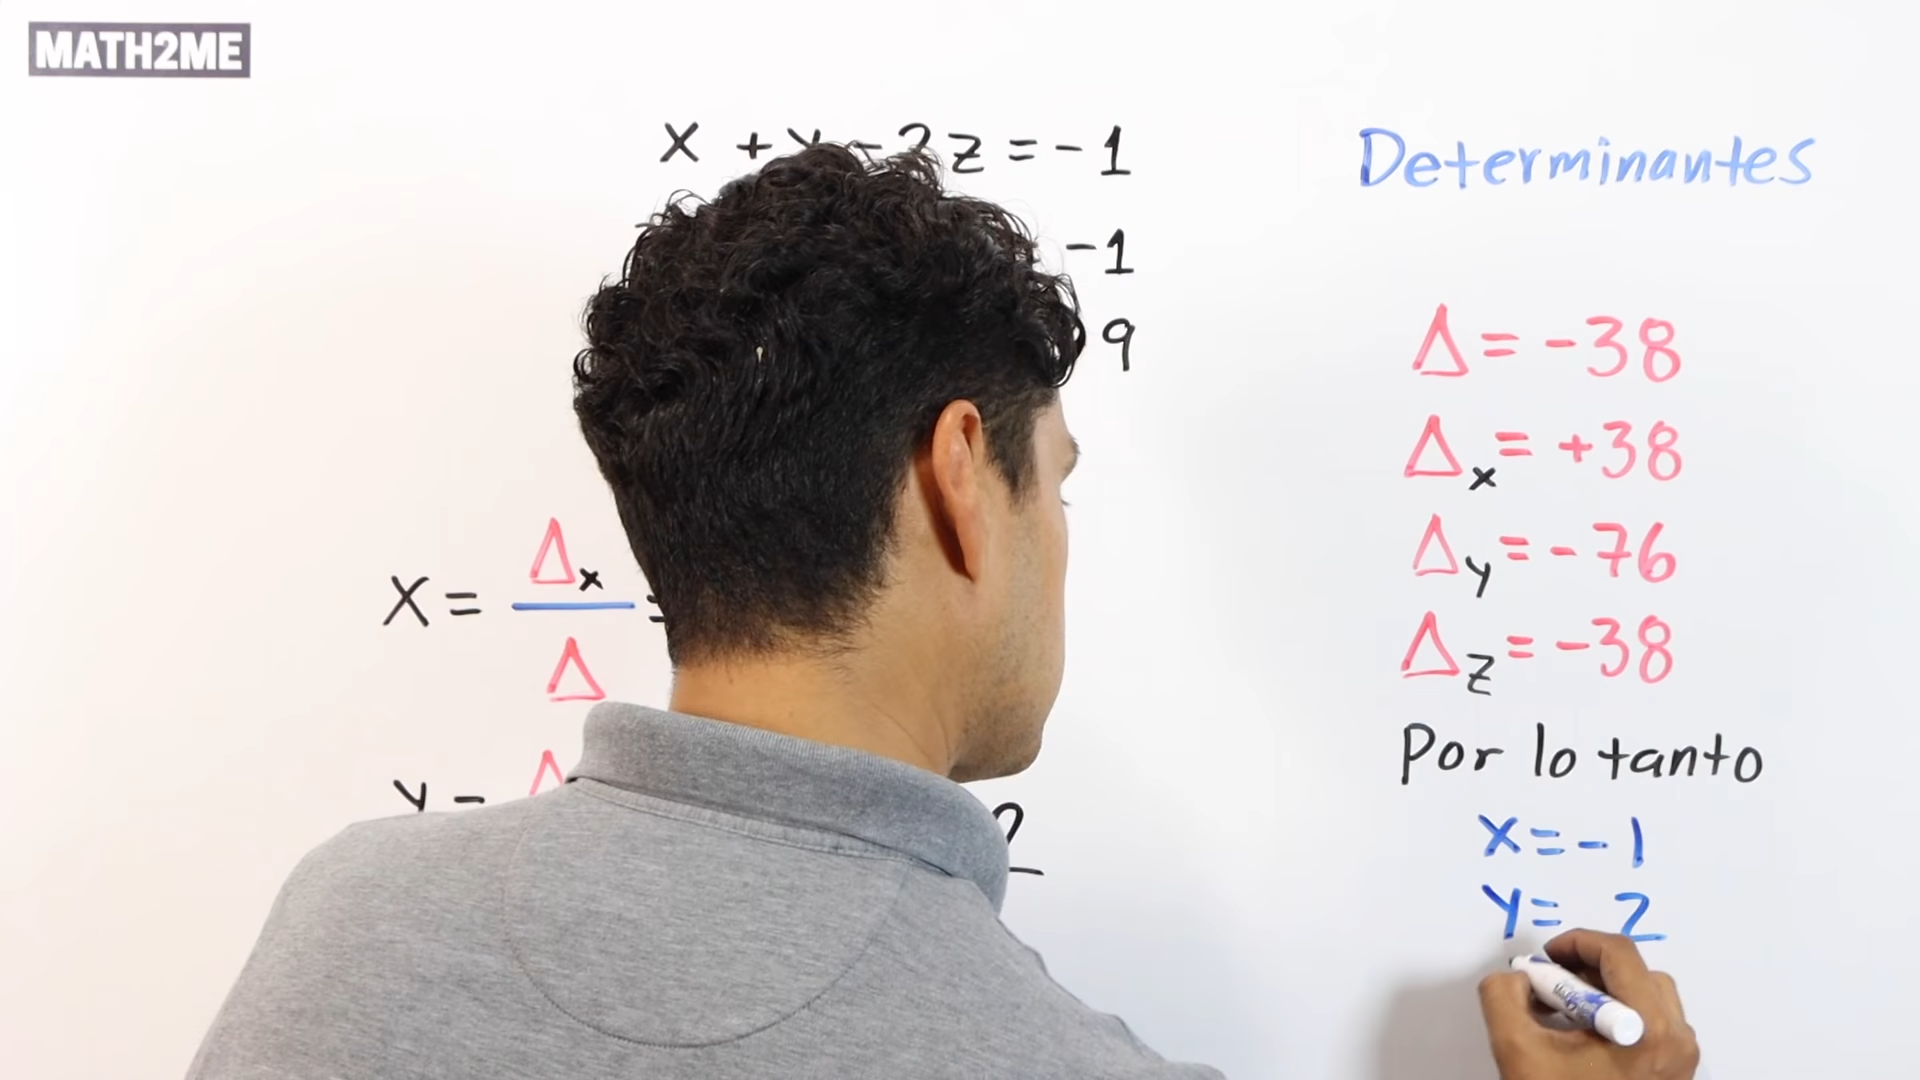 MATH2ME
X + Y - 2z = -1
-1
9
X = Δx
Δ
Y =
2
Determinantes
Δ = -38
Δx = +38
Δy = -76
Δz = -38
Por lo tanto
X = -1
Y = 2